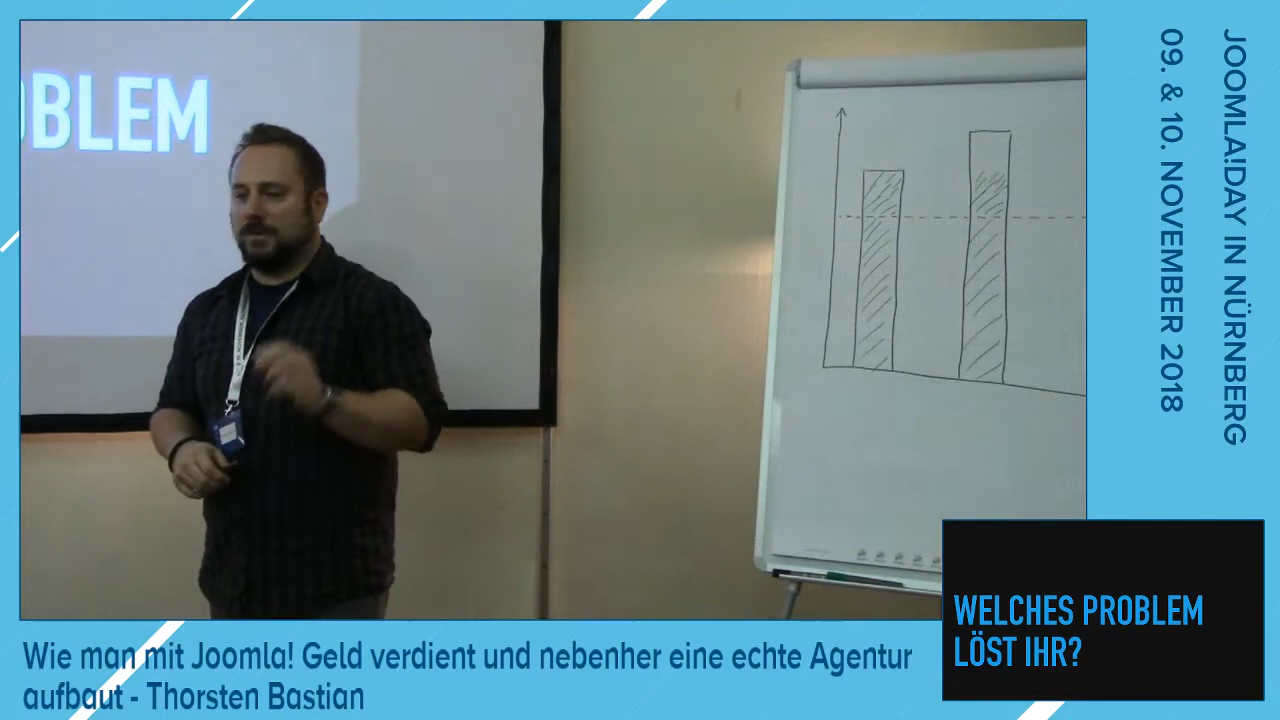 OBLEM
JOOMLA!DAY IN NÜRNBERG
09. & 10. NOVEMBER 2018
WELCHES PROBLEM
LÖST IHR?
Wie man mit Joomla! Geld verdient und nebenher eine echte Agentur
aufbaut - Thorsten Bastian